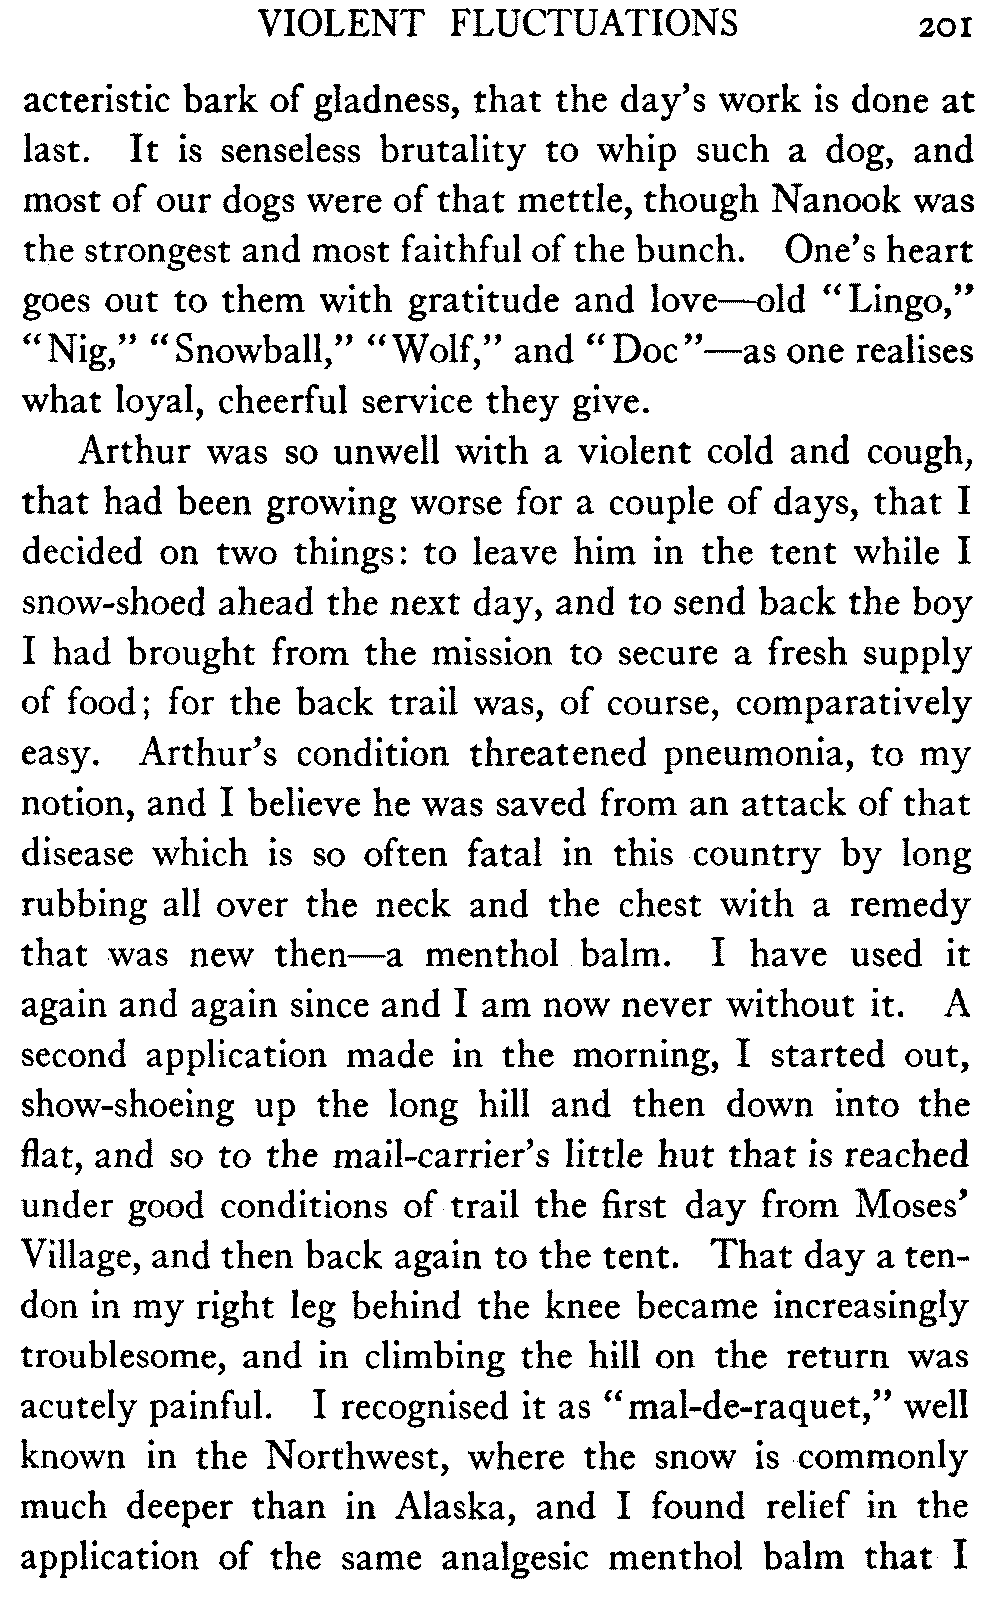 VIOLENT FLUCTUATIONS 201
acteristic bark of gladness, that the day's work is done at
last. It is senseless brutality to whip such a dog, and
most of our dogs were of that mettle, though Nanook was
the strongest and most faithful of the bunch. One's heart
goes out to them with gratitude and love—old "Lingo,"
"Nig," "Snowball," "Wolf," and "Doc"—as one realises
what loyal, cheerful service they give.
Arthur was so unwell with a violent cold and cough,
that had been growing worse for a couple of days, that I
decided on two things: to leave him in the tent while I
snow-shoed ahead the next day, and to send back the boy
I had brought from the mission to secure a fresh supply
of food; for the back trail was, of course, comparatively
easy. Arthur's condition threatened pneumonia, to my
notion, and I believe he was saved from an attack of that
disease which is so often fatal in this country by long
rubbing all over the neck and the chest with a remedy
that was new then—a menthol balm. I have used it
again and again since and I am now never without it. A
second application made in the morning, I started out,
show-shoeing up the long hill and then down into the
flat, and so to the mail-carrier's little hut that is reached
under good conditions of trail the first day from Moses'
Village, and then back again to the tent. That day a ten-
don in my right leg behind the knee became increasingly
troublesome, and in climbing the hill on the return was
acutely painful. I recognised it as "mal-de-raquet," well
known in the Northwest, where the snow is commonly
much deeper than in Alaska, and I found relief in the
application of the same analgesic menthol balm that I